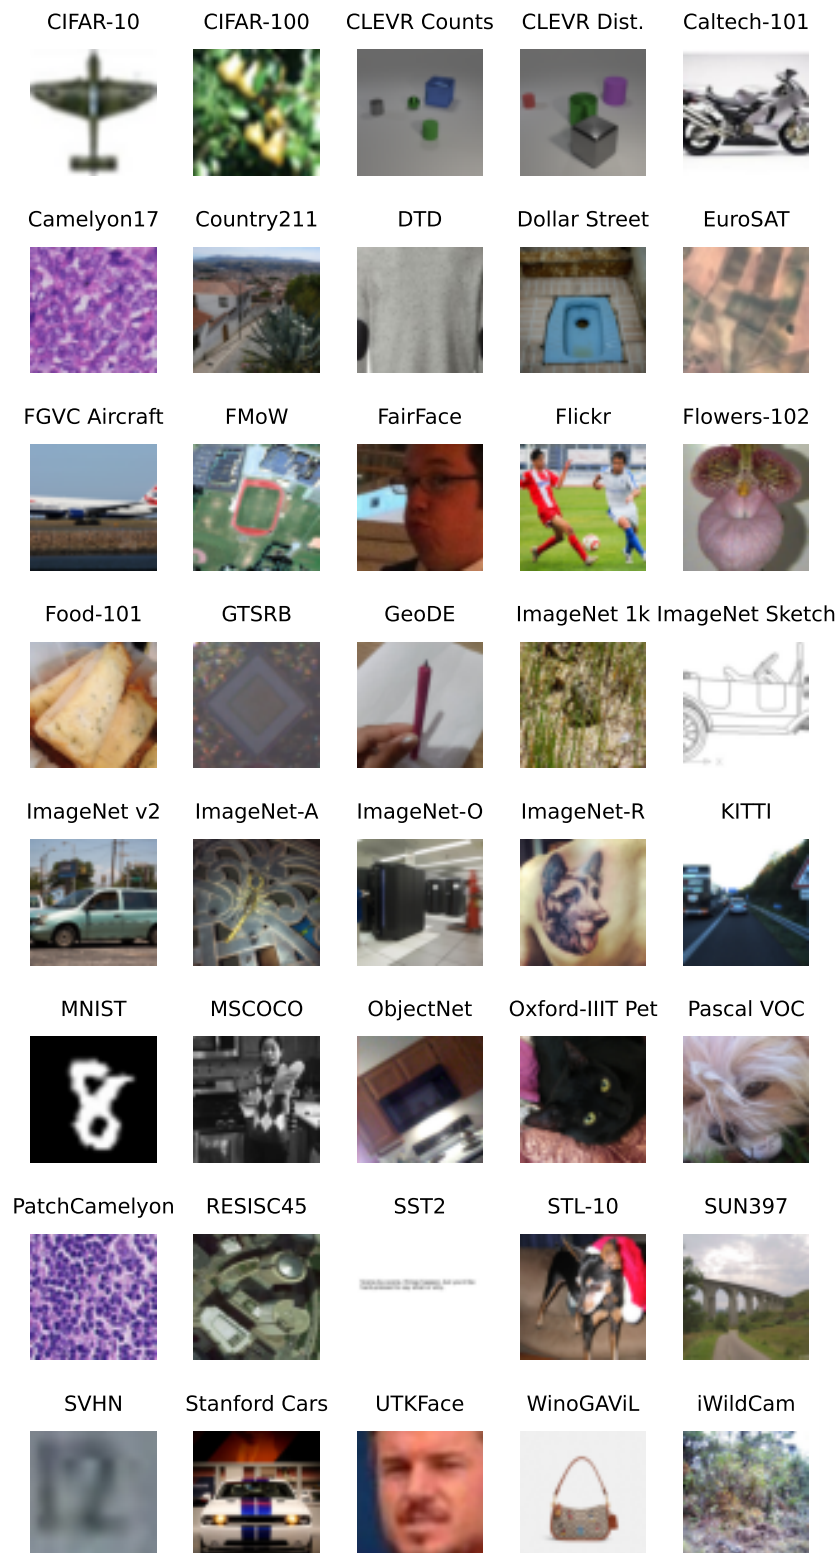 CIFAR-10 CIFAR-100 CLEVR Counts CLEVR Dist. Caltech-101
Camelyon17 Country211 DTD Dollar Street EuroSAT
FGVC Aircraft FMoW FairFace Flickr Flowers-102
Food-101 GTSRB GeoDE ImageNet 1k ImageNet Sketch
ImageNet v2 ImageNet-A ImageNet-O ImageNet-R KITTI
MNIST MSCOCO ObjectNet Oxford-IIIT Pet Pascal VOC
8
PatchCamelyon RESISC45 SST2 STL-10 SUN397
SVHN Stanford Cars UTKFace WinoGAViL iWildCam
12